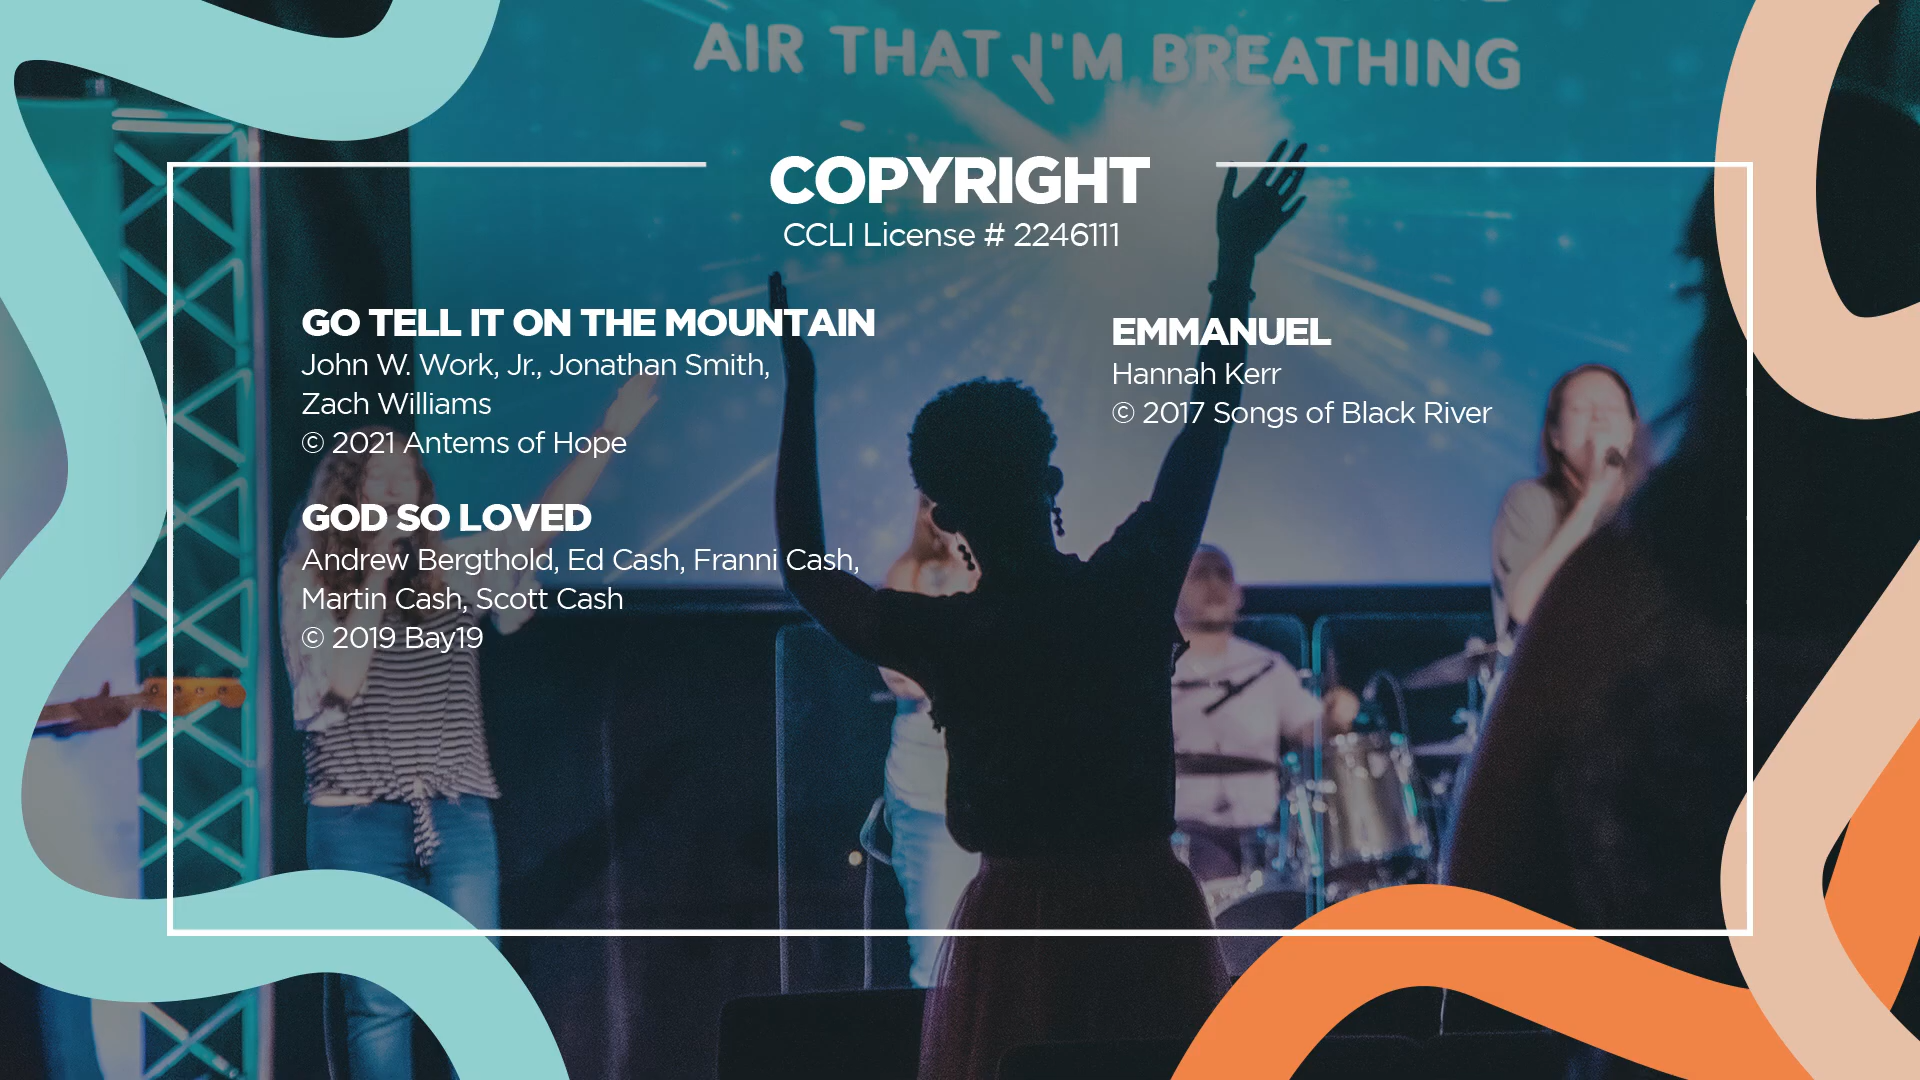 AIR THAT I'M BREATHING
COPYRIGHT
CCLI License # 2246111
GO TELL IT ON THE MOUNTAIN
John W. Work, Jr., Jonathan Smith,
Zach Williams
© 2021 Antems of Hope
GOD SO LOVED
Andrew Bergthold, Ed Cash, Franni Cash,
Martin Cash, Scott Cash
© 2019 Bay19
EMMANUEL
Hannah Kerr
© 2017 Songs of Black River